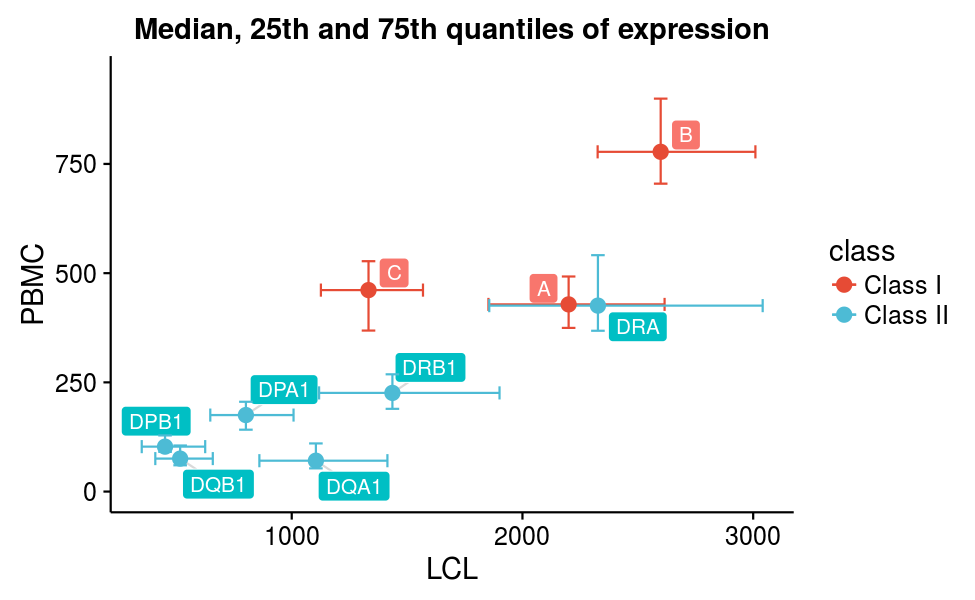 Median, 25th and 75th quantiles of expression
PBMC
750
500
250
0
B
C
A
DRA
DRB1
DPA1
DPB1
DQB1
DQA1
1000
2000
3000
LCL
class
Class I
Class II